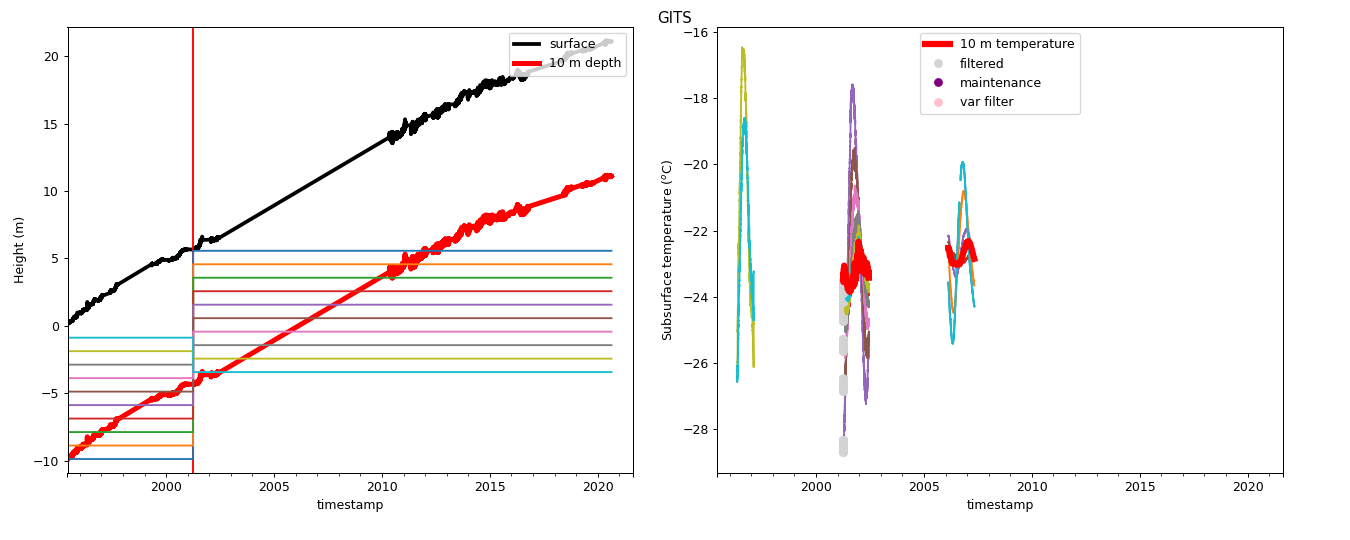 GITS
surface
10 m depth
20
15
10
5
0
−5
−10
Height (m)
2000
2005
2010
2015
2020
timestamp
10 m temperature
filtered
maintenance
var filter
−16
−18
−20
−22
−24
−26
−28
Subsurface temperature (°C)
2000
2005
2010
2015
2020
timestamp